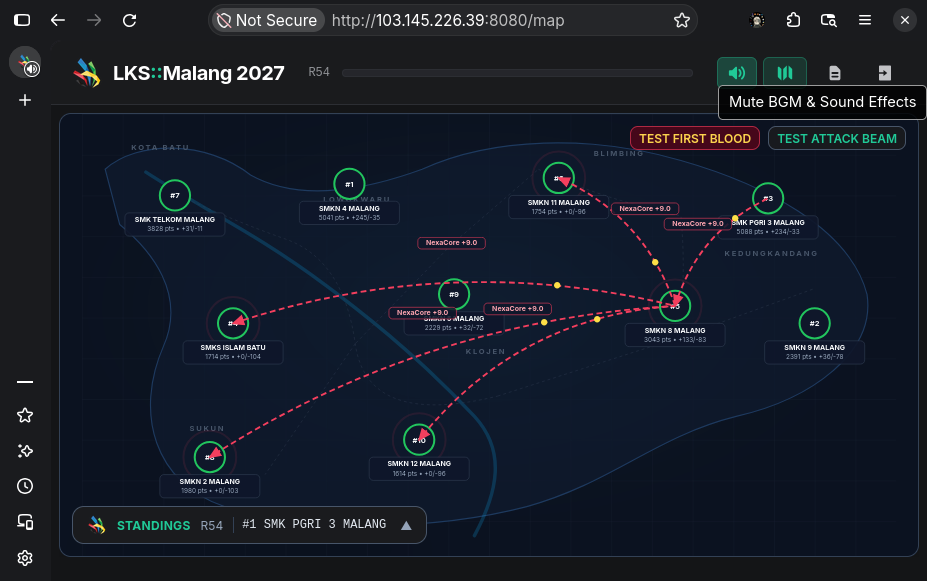 Not Secure http://103.145.226.39:8080/map
LKS::Malang 2027
R54
Mute BGM & Sound Effects
TEST FIRST BLOOD
TEST ATTACK BEAM
KOTA BATU
BLIMBING
#7
SMK TELKOM MALANG
3828 pts • +31/-11
#1
SMKN 4 MALANG
5041 pts • +245/-35
SMKN 11 MALANG
1754 pts • +0/-96
NexaCore +9.0
NexaCore +9.0
#3
SMK PGRI 3 MALANG
5088 pts • +234/-33
NexaCore +9.0
KEDUNGKANDANG
#9
NexaCore +9.0
NexaCore +9.0
MALANG
2229 pts • +32/-72
SMKN 8 MALANG
3043 pts • +133/-83
#2
SMKN 9 MALANG
2391 pts • +36/-78
SMKS ISLAM BATU
1714 pts • +0/-104
KLOJEN
SUKUN
#10
SMKN 12 MALANG
1614 pts • +0/-96
SMKN 2 MALANG
1980 pts • +0/-103
STANDINGS R54 #1 SMK PGRI 3 MALANG